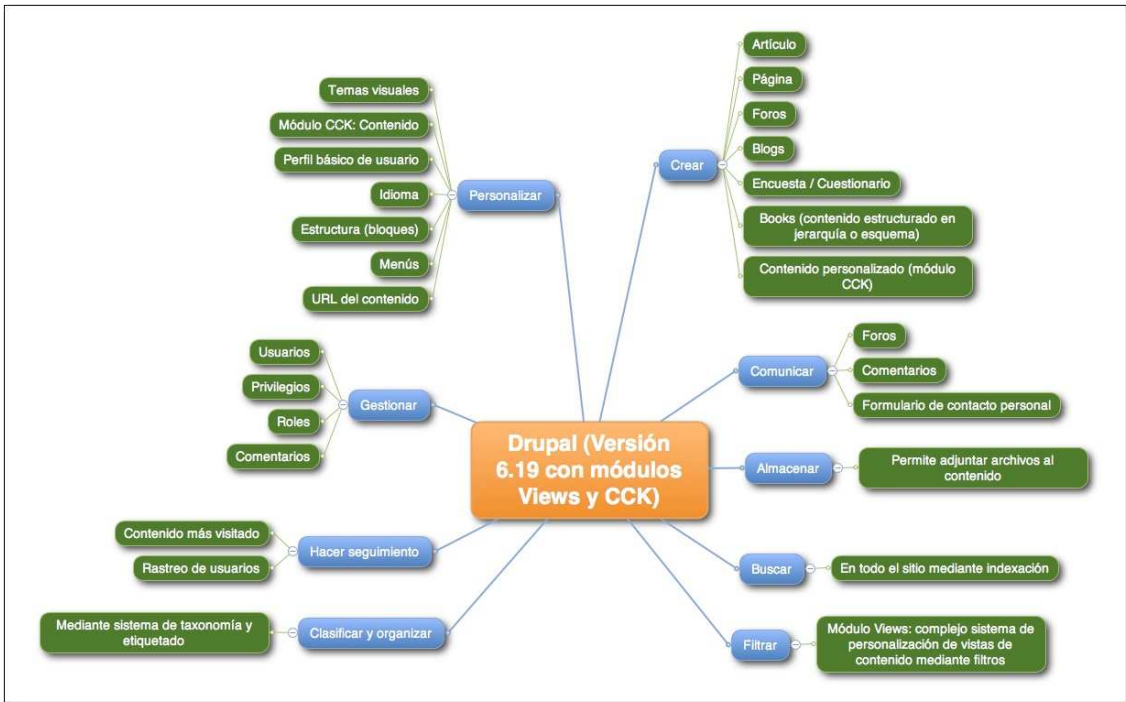 Drupal (Versión
6.19 con módulos
Views y CCK)
Crear
Artículo
Página
Foros
Blogs
Encuesta / Cuestionario
Books (contenido estructurado en
jerarquía o esquema)
Contenido personalizado (módulo
CCK)
Comunicar
Foros
Comentarios
Formulario de contacto personal
Almacenar
Permite adjuntar archivos al
contenido
Buscar
En todo el sitio mediante indexación
Filtrar
Módulo Views: complejo sistema de
personalización de vistas de
contenido mediante filtros
Personalizar
Temas visuales
Módulo CCK: Contenido
Perfil básico de usuario
Idioma
Estructura (bloques)
Menús
URL del contenido
Gestionar
Usuarios
Privilegios
Roles
Comentarios
Hacer seguimiento
Contenido más visitado
Rastreo de usuarios
Clasificar y organizar
Mediante sistema de taxonomía y
etiquetado